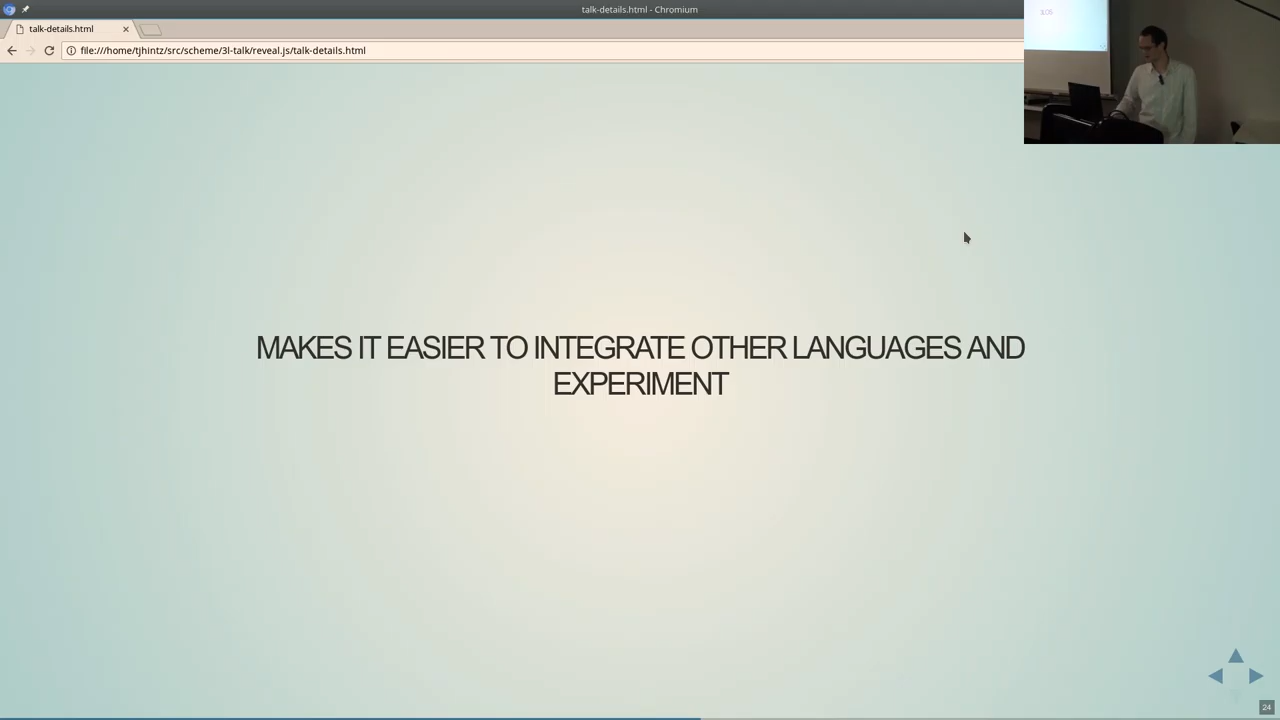 talk-details.html - Chromium
talk-details.html
file:///home/tjhintz/src/scheme/3l-talk/reveal.js/talk-details.html
MAKES IT EASIER TO INTEGRATE OTHER LANGUAGES AND
EXPERIMENT
24